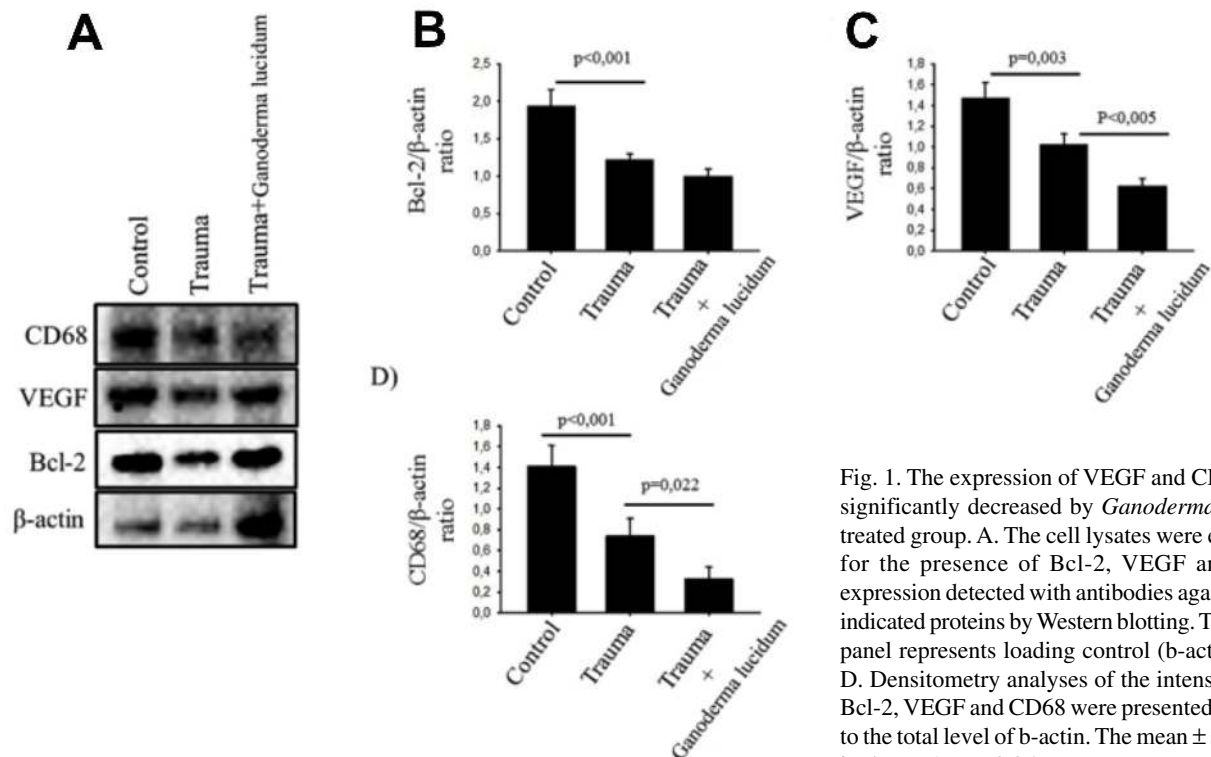 A
Control
Trauma
Trauma+Ganoderma lucidum
CD68
VEGF
Bcl-2
β-actin
B
Bcl-2/β-actin
ratio
2,5
2,0
1,5
1,0
0,5
0,0
p<0,001
Control
Trauma
Trauma
+
Ganoderma lucidum
C
VEGF/β-actin
ratio
1,8
1,6
1,4
1,2
1,0
0,8
0,6
0,4
0,2
0,0
p=0,003
P<0,005
Control
Trauma
Trauma
+
Ganoderma lucidum
D)
CD68/β-actin
ratio
1,8
1,6
1,4
1,2
1,0
0,8
0,6
0,4
0,2
0,0
p<0,001
p=0,022
Control
Trauma
Trauma
+
Ganoderma lucidum
Fig. 1. The expression of VEGF and CD
significantly decreased by Ganoderma
treated group. A. The cell lysates were e
for the presence of Bcl-2, VEGF an
expression detected with antibodies agai
indicated proteins by Western blotting. T
panel represents loading control (b-act
D. Densitometry analyses of the intens
Bcl-2, VEGF and CD68 were presented
to the total level of b-actin. The mean ±